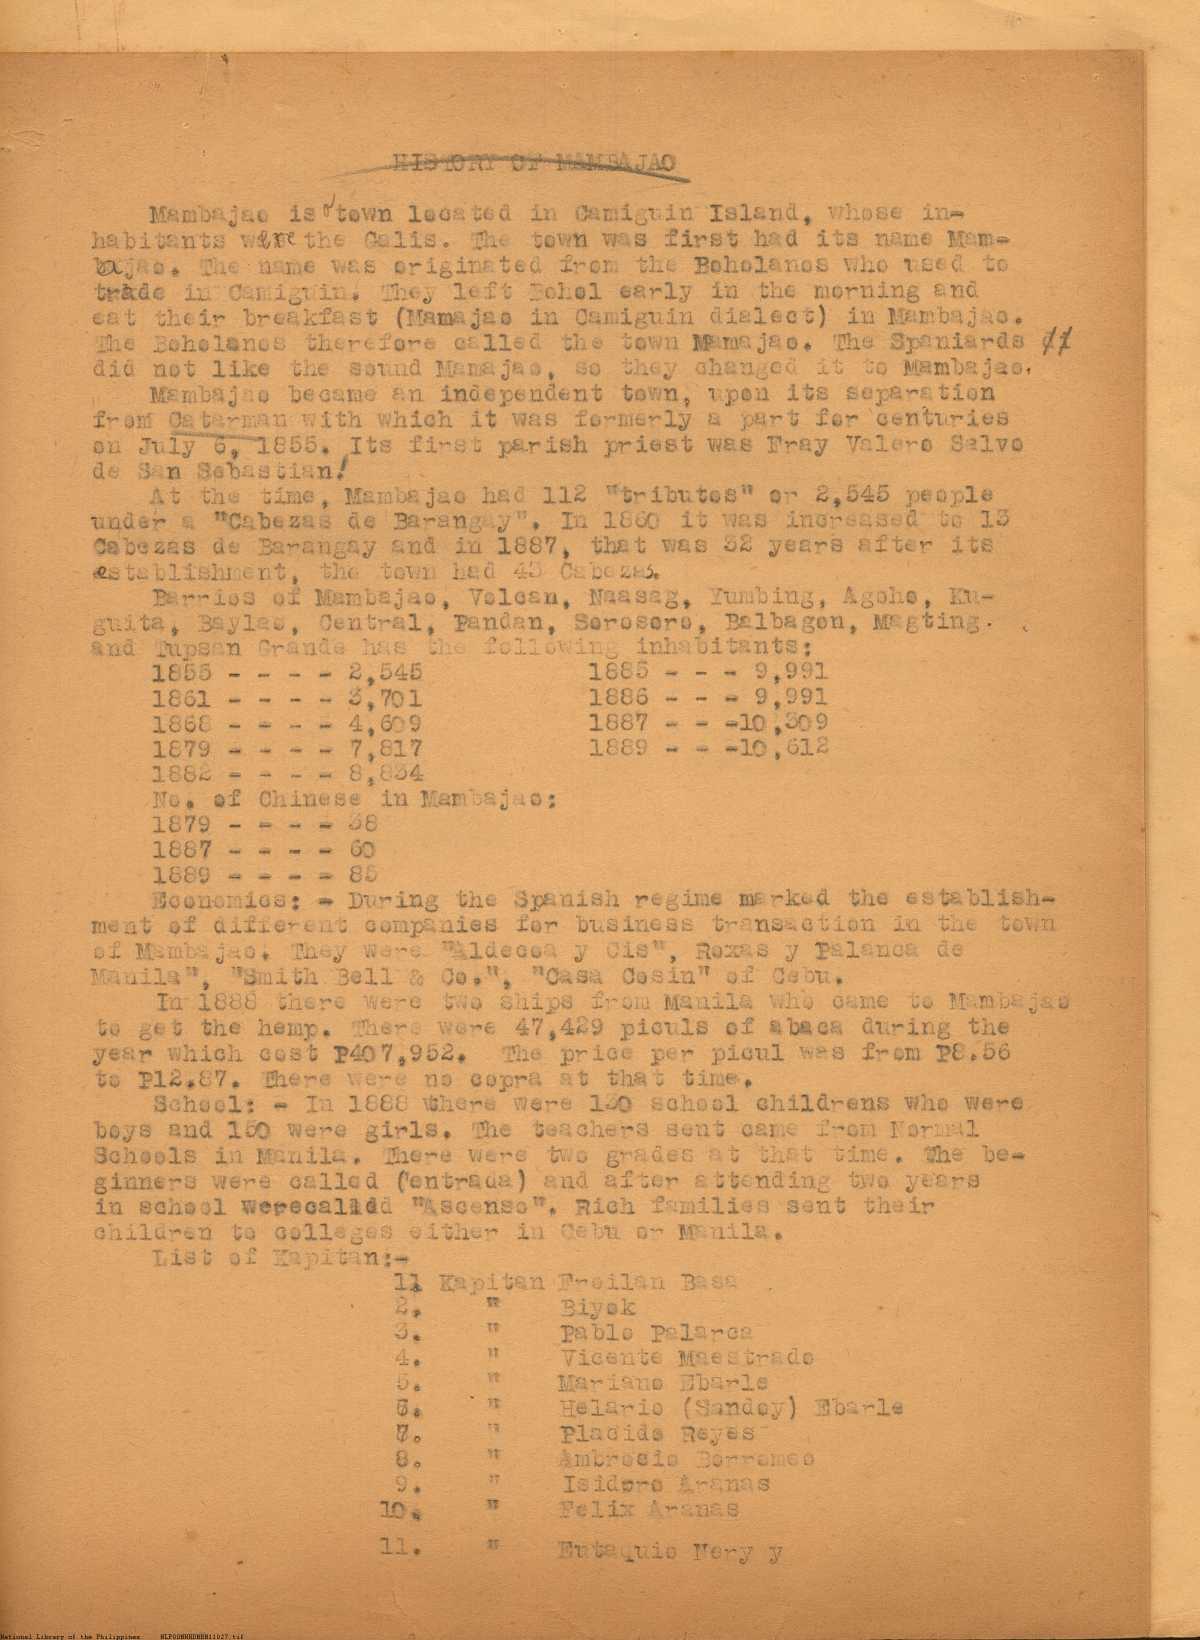 HISTORY OF MAMBAJAO
Mambajao is town located in Camiguin Island, whose in-
habitants were the Galis. The town was first had its name Mam-
bajao. The name was originated from the Boholanos who used to
trade in Camiguin. They left Bohol early in the morning and
eat their breakfast (Mamajao in Camiguin dialect) in Mambajao.
The Boholanos therefore called the town Mamajao. The Spaniards
did not like the sound Mamajao, so they changed it to Mambajao.
Mambajao became an independent town, upon its separation
from Catarman with which it was formerly a part for centuries
on July 6, 1855. Its first parish priest was Fray Valero Salvo
de San Sebastian!
At the time, Mambajao had 112 "tributos" or 2,545 people
under a "Cabezas de Barangay". In 1860 it was increased to 13
Cabezas de Barangay and in 1887, that was 32 years after its
establishment, the town had 43 Cabezas.
Barrios of Mambajao, Volcan, Naasag, Yumbing, Agoho, Ku-
guita, Baylao, Central, Pandan, Sorosoro, Balbagon, Magting.
and Tupsan Grande has the following inhabitants:
1855 - - - - 2,545 1885 - - - 9,991
1861 - - - - 3,701 1886 - - - 9,991
1868 - - - - 4,609 1887 - - -10,309
1879 - - - - 7,817 1889 - - -10,612
1882 - - - - 8,834
No. of Chinese in Mambajao:
1879 - - - - 38
1887 - - - - 60
1889 - - - - 85
Economics: - During the Spanish regime marked the establish-
ment of different companies for business transaction in the town
of Mambajao. They were "Aldecoa y Cis", Roxas y Palanca de
Manila", "Smith Bell & Co.", "Casa Cosin" of Cebu.
In 1888 there were two ships from Manila who came to Mambajao
to get the hemp. There were 47,429 piculs of abaca during the
year which cost P407,952. The price per picul was from P8.56
to P12.87. There were no copra at that time.
School: - In 1888 there were 130 school childrens who were
boys and 150 were girls. The teachers sent came from Normal
Schools in Manila. There were two grades at that time. The be-
ginners were called (entrada) and after attending two years
in school werecalled "Ascenso". Rich families sent their
children to colleges either in Cebu or Manila.
List of Kapitan:-
1. Kapitan Froilan Basa
2. " Biyok
3. " Pablo Palarca
4. " Vicente Maestrado
5. " Mariano Ebarle
6. " Helario (Sandoy) Ebarle
7. " Placido Reyes
8. " Ambrocio Borromeo
9. " Isidoro Aranas
10. " Felix Aranas
11. " Eutaquio Nery y
National Library of the Philippines